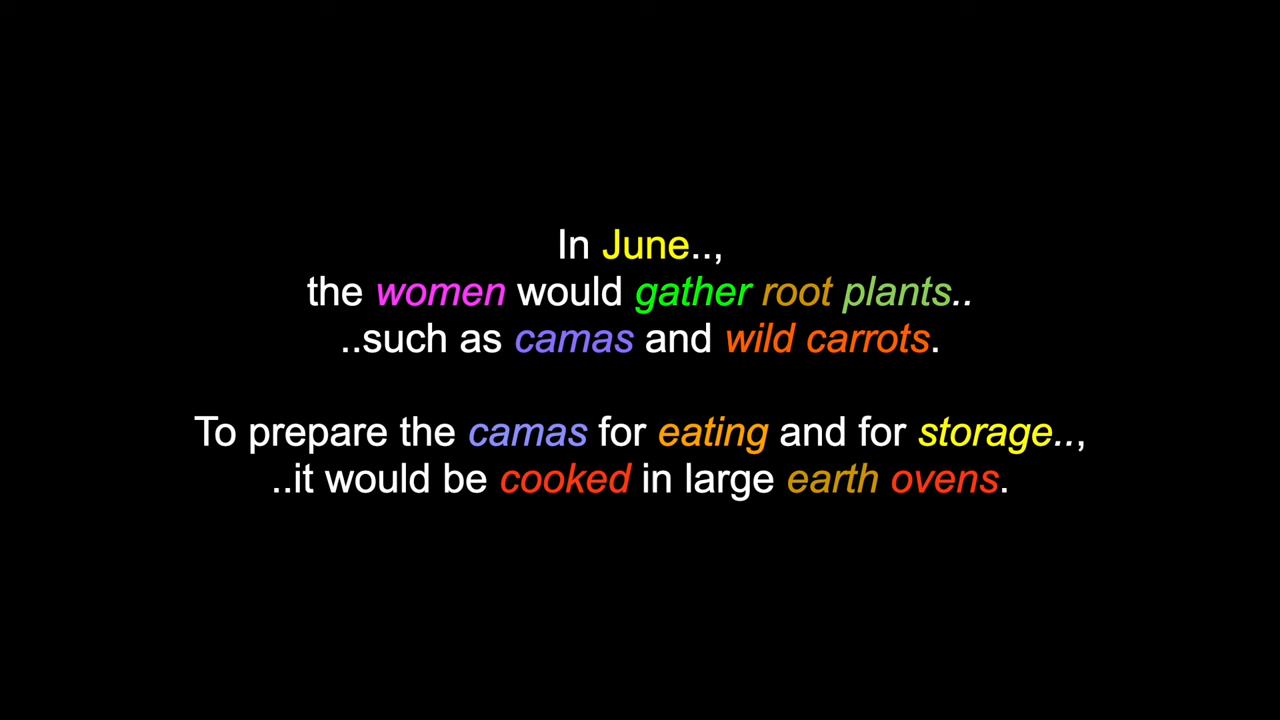 In June..,
the women would gather root plants..
..such as camas and wild carrots.
To prepare the camas for eating and for storage..,
..it would be cooked in large earth ovens.